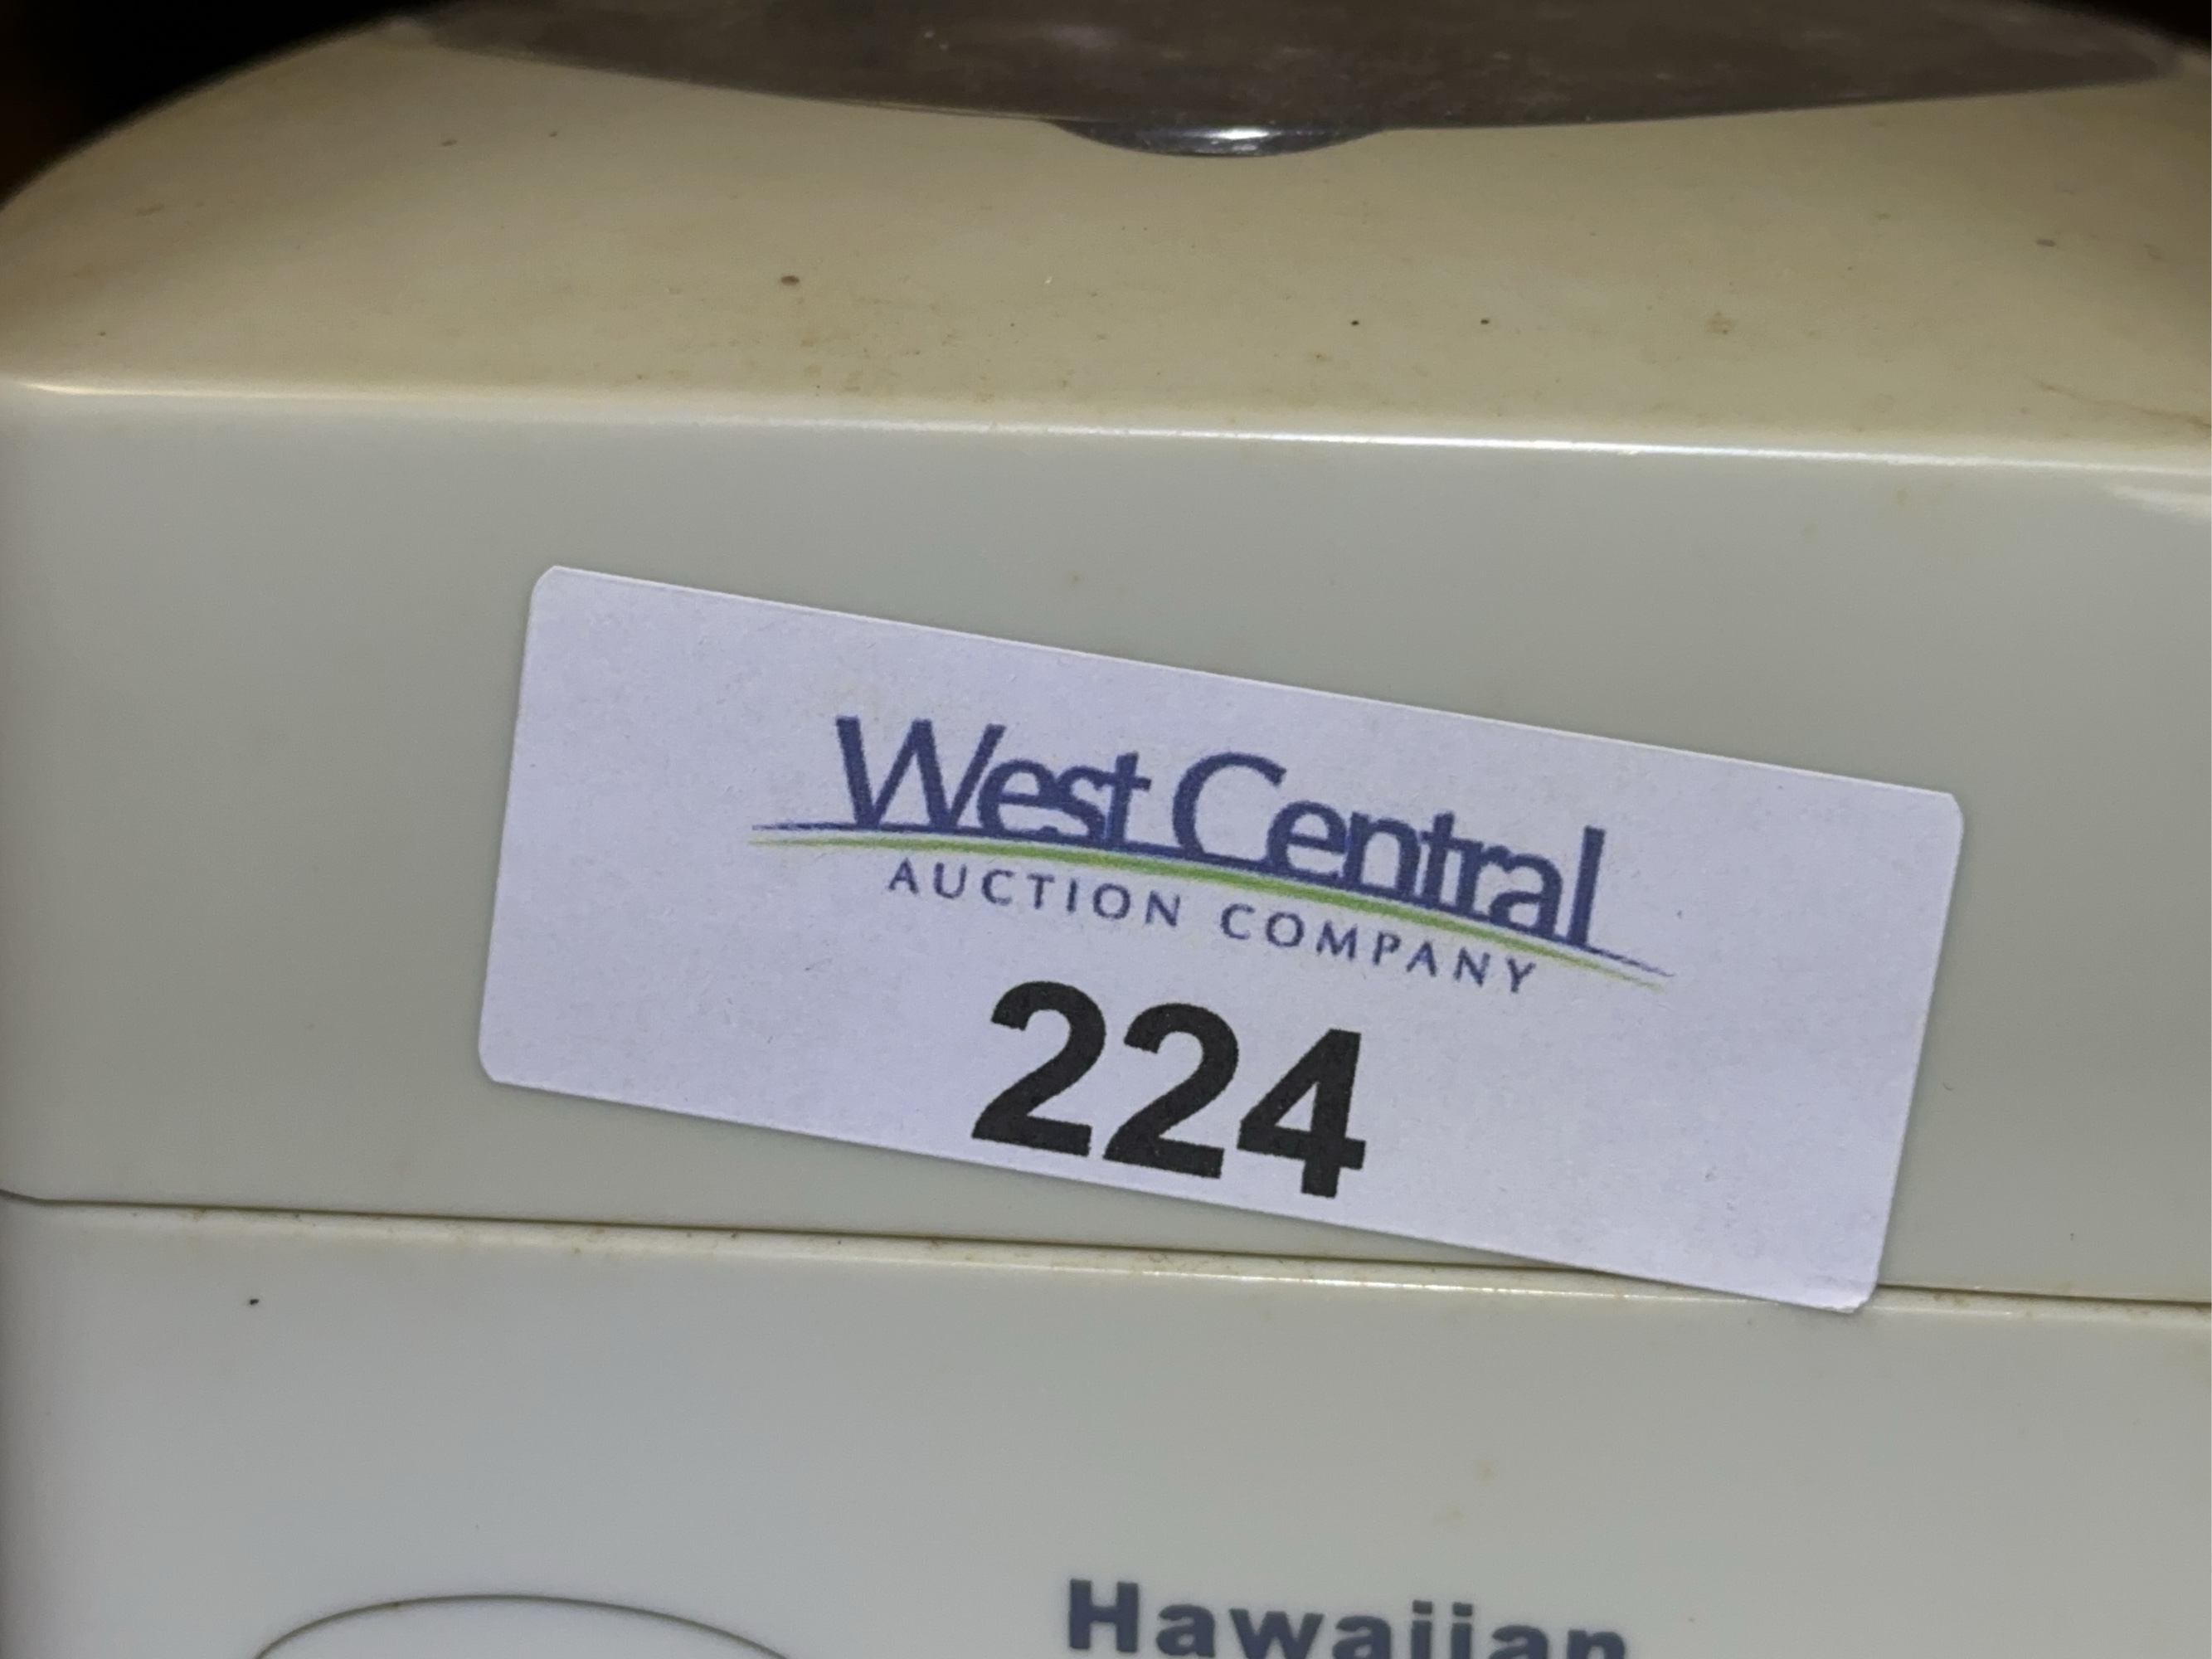 West Central
AUCTION COMPANY
224
Hawaiian